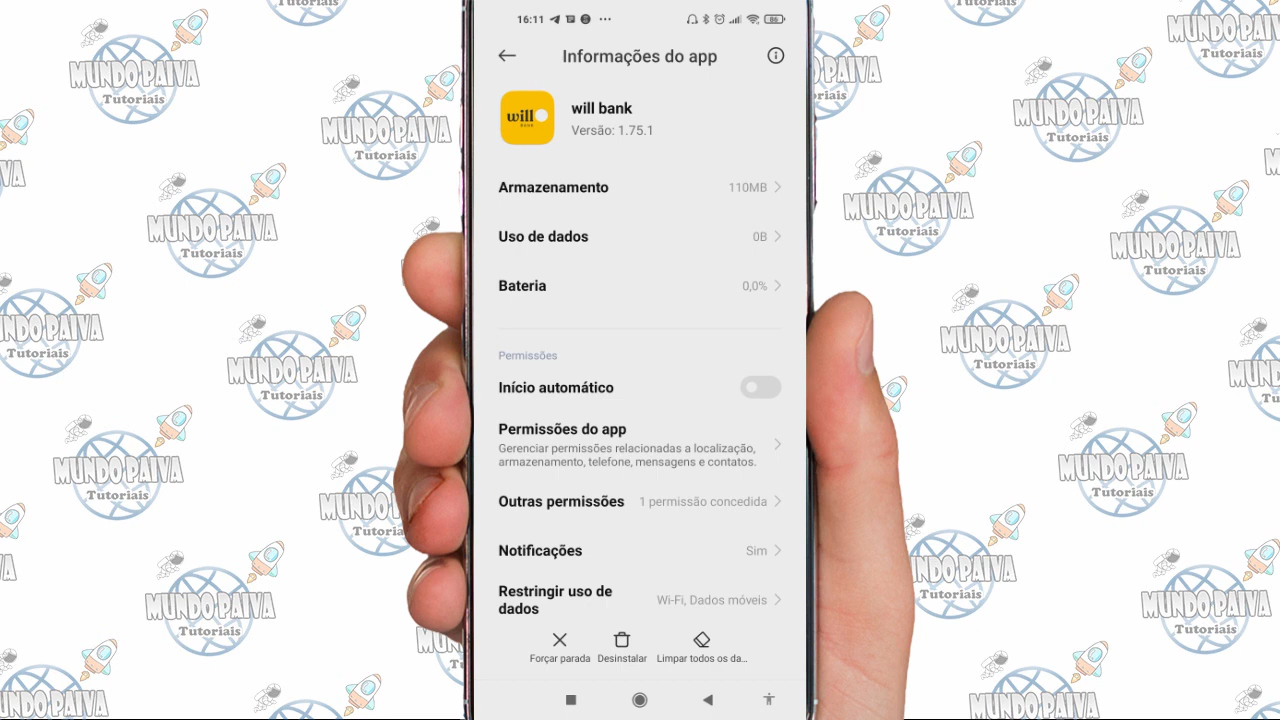 16:11
86
Informações do app
will
BANK
will bank
Versão: 1.75.1
Armazenamento 110MB
Uso de dados 0B
Bateria 0,0%
Permissões
Início automático
Permissões do app
Gerenciar permissões relacionadas a localização,
armazenamento, telefone, mensagens e contatos.
Outras permissões 1 permissão concedida
Notificações Sim
Restringir uso de
dados Wi-Fi, Dados móveis
Forçar parada Desinstalar Limpar todos os da...
MUNDO PAIVA
Tutoriais